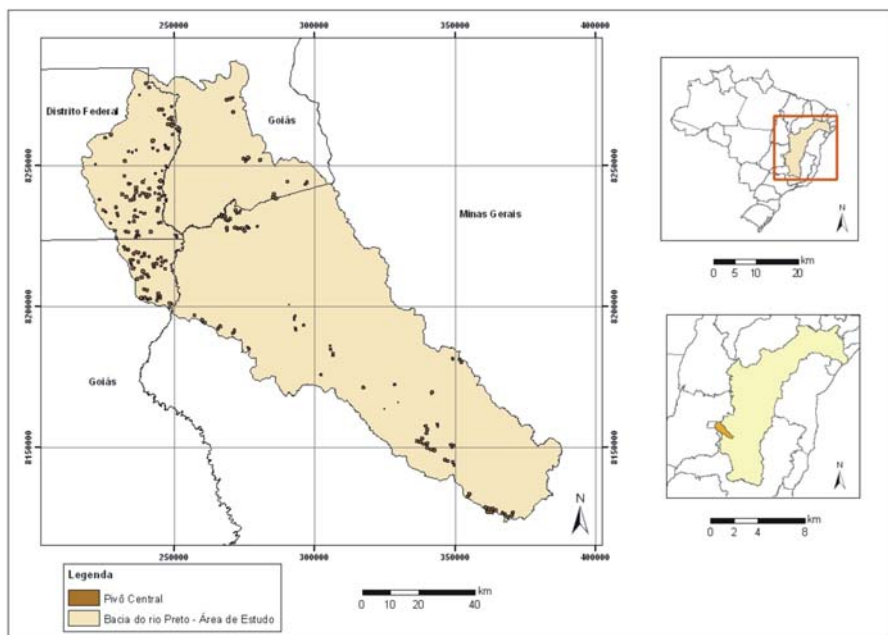 250000 300000 350000 400000
Distrito Federal
Goiás
8250000
8250000
Minas Gerais
N
km
0 5 10 20
8200000
8200000
Goiás
8150000
8150000
N
N
km
0 2 4 8
250000 300000 350000 400000
Legenda
Pivô Central
Bacia do rio Preto - Área de Estudo
km
0 10 20 40